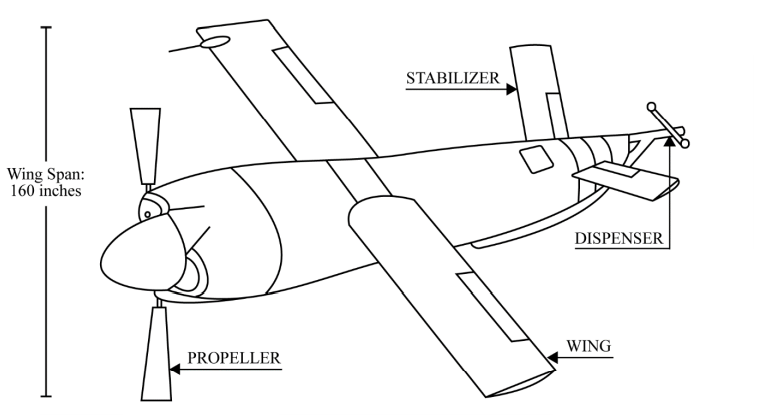 STABILIZER
Wing Span:
160 inches
DISPENSER
WING
PROPELLER